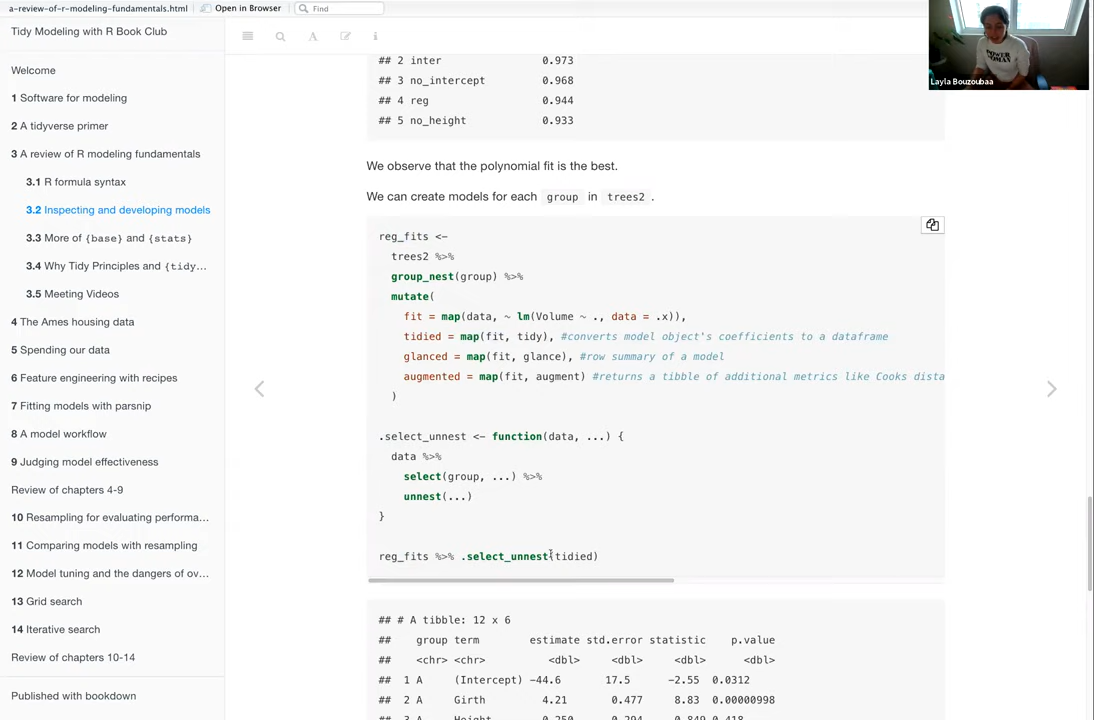 a-review-of-r-modeling-fundamentals.html
Open in Browser
Find
Tidy Modeling with R Book Club
Welcome
1 Software for modeling
2 A tidyverse primer
3 A review of R modeling fundamentals
3.1 R formula syntax
3.2 Inspecting and developing models
3.3 More of {base} and {stats}
3.4 Why Tidy Principles and {tidy...
3.5 Meeting Videos
4 The Ames housing data
5 Spending our data
6 Feature engineering with recipes
7 Fitting models with parsnip
8 A model workflow
9 Judging model effectiveness
Review of chapters 4-9
10 Resampling for evaluating performa...
11 Comparing models with resampling
12 Model tuning and the dangers of ov...
13 Grid search
14 Iterative search
Review of chapters 10-14
Published with bookdown
## 2 inter 0.973
## 3 no_intercept 0.968
## 4 reg 0.944
## 5 no_height 0.933
We observe that the polynomial fit is the best.
We can create models for each group in trees2 .
reg_fits <-
trees2 %>%
group_nest(group) %>%
mutate(
fit = map(data, ~ lm(Volume ~ ., data = .x)),
tidied = map(fit, tidy), #converts model object's coefficients to a dataframe
glanced = map(fit, glance), #row summary of a model
augmented = map(fit, augment) #returns a tibble of additional metrics like Cooks dista
)
.select_unnest <- function(data, ...) {
data %>%
select(group, ...) %>%
unnest(...)
}
reg_fits %>% .select_unnest(tidied)
## # A tibble: 12 x 6
## group term estimate std.error statistic p.value
## <chr> <chr> <dbl> <dbl> <dbl> <dbl>
## 1 A (Intercept) -44.6 17.5 -2.55 0.0312
## 2 A Girth 4.21 0.477 8.83 0.00000998
## 3 A Height 0.250 0.294 0.849 0.418
POWER
WOMAN
Layla Bouzoubaa